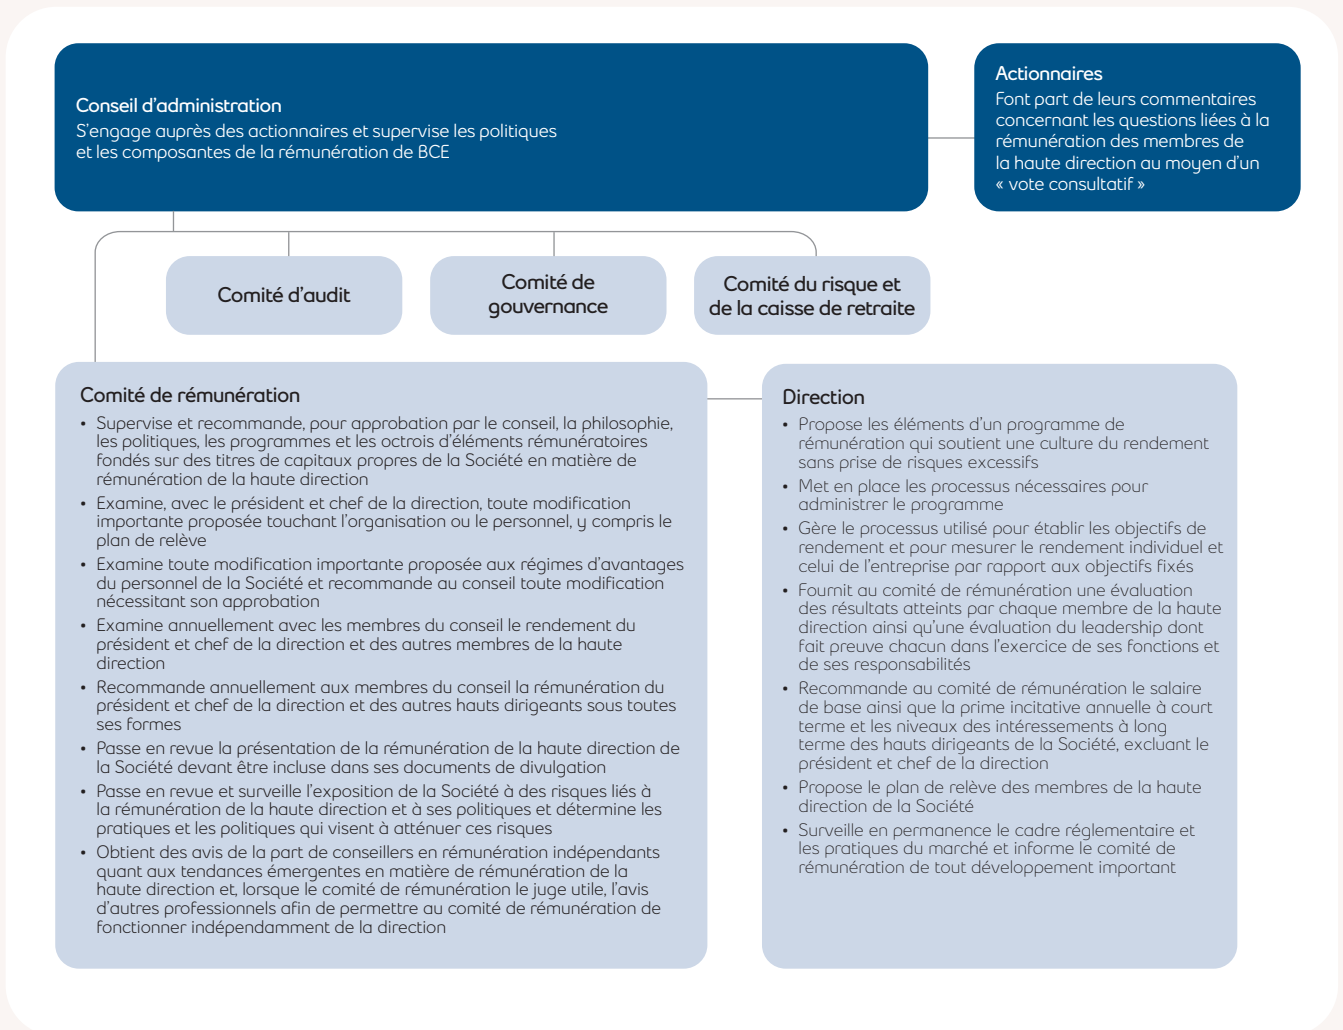 Conseil d’administration
S’engage auprès des actionnaires et supervise les politiques
et les composantes de la rémunération de BCE
Actionnaires
Font part de leurs commentaires
concernant les questions liées à la
rémunération des membres de
la haute direction au moyen d’un
« vote consultatif »
Comité d’audit
Comité de
gouvernance
Comité du risque et
de la caisse de retraite
Comité de rémunération
• Supervise et recommande, pour approbation par le conseil, la philosophie,
les politiques, les programmes et les octrois d’éléments rémunératoires
fondés sur des titres de capitaux propres de la Société en matière de
rémunération de la haute direction
• Examine, avec le président et chef de la direction, toute modification
importante proposée touchant l’organisation ou le personnel, y compris le
plan de relève
• Examine toute modification importante proposée aux régimes d’avantages
du personnel de la Société et recommande au conseil toute modification
nécessitant son approbation
• Examine annuellement avec les membres du conseil le rendement du
président et chef de la direction et des autres membres de la haute
direction
• Recommande annuellement aux membres du conseil la rémunération du
président et chef de la direction et des autres hauts dirigeants sous toutes
ses formes
• Passe en revue la présentation de la rémunération de la haute direction de
la Société devant être incluse dans ses documents de divulgation
• Passe en revue et surveille l’exposition de la Société à des risques liés à
la rémunération de la haute direction et à ses politiques et détermine les
pratiques et les politiques qui visent à atténuer ces risques
• Obtient des avis de la part de conseillers en rémunération indépendants
quant aux tendances émergentes en matière de rémunération de la
haute direction et, lorsque le comité de rémunération le juge utile, l’avis
d’autres professionnels afin de permettre au comité de rémunération de
fonctionner indépendamment de la direction
Direction
• Propose les éléments d’un programme de
rémunération qui soutient une culture du rendement
sans prise de risques excessifs
• Met en place les processus nécessaires pour
administrer le programme
• Gère le processus utilisé pour établir les objectifs de
rendement et pour mesurer le rendement individuel et
celui de l’entreprise par rapport aux objectifs fixés
• Fournit au comité de rémunération une évaluation
des résultats atteints par chaque membre de la haute
direction ainsi qu’une évaluation du leadership dont
fait preuve chacun dans l’exercice de ses fonctions et
de ses responsabilités
• Recommande au comité de rémunération le salaire
de base ainsi que la prime incitative annuelle à court
terme et les niveaux des intéressements à long
terme des hauts dirigeants de la Société, excluant le
président et chef de la direction
• Propose le plan de relève des membres de la haute
direction de la Société
• Surveille en permanence le cadre réglementaire et
les pratiques du marché et informe le comité de
rémunération de tout développement important